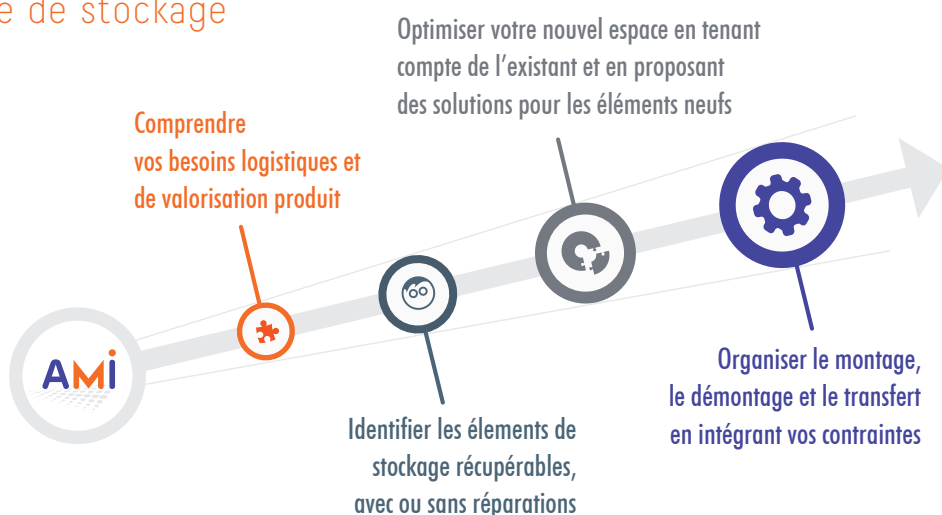 e de stockage
Optimiser votre nouvel espace en tenant
compte de l'existant et en proposant
des solutions pour les éléments neufs
Comprendre
vos besoins logistiques et
de valorisation produit
AMi
Organiser le montage,
le démontage et le transfert
en intégrant vos contraintes
Identifier les élements de
stockage récupérables,
avec ou sans réparations